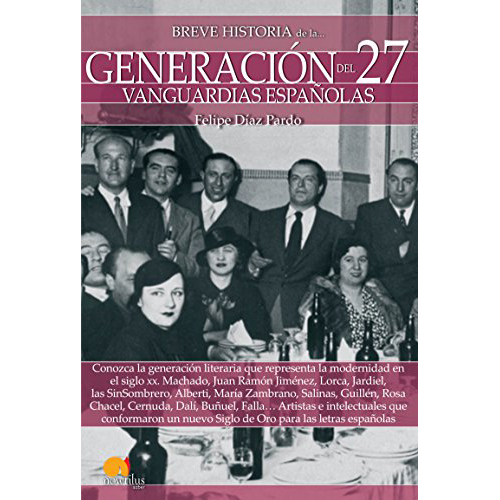 BREVE HISTORIA de la...
GENERACIÓN DEL 27
VANGUARDIAS ESPAÑOLAS
Felipe Díaz Pardo
Conozca la generación literaria que representa la modernidad en
el siglo XX. Machado, Juan Ramón Jiménez, Lorca, Jardiel,
las SinSombrero, Alberti, María Zambrano, Salinas, Guillén, Rosa
Chacel, Cernuda, Dalí, Buñuel, Falla… Artistas e intelectuales que
conformaron un nuevo Siglo de Oro para las letras españolas
nowtilus
saber